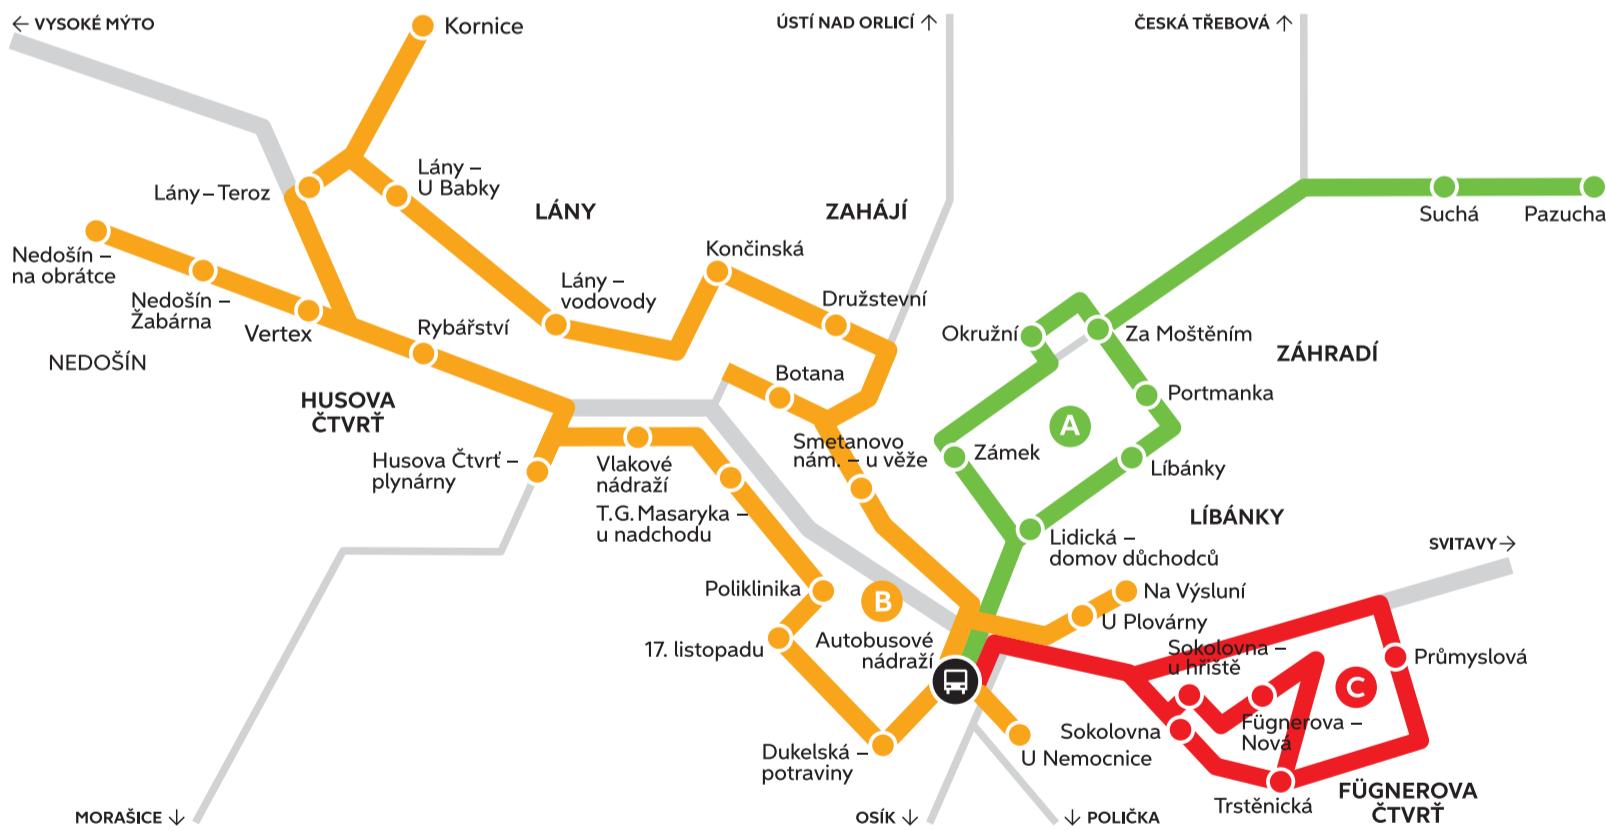 ← VYSOKÉ MÝTO
ÚSTÍ NAD ORLICÍ ↑
ČESKÁ TŘEBOVÁ ↑
Kornice
Lány –
U Babky
Lány – Teroz
LÁNY
ZAHÁJÍ
Suchá
Pazucha
Nedošín –
na obrátce
Nedošín –
Žabárna
Vertex
Rybářství
Lány –
vodovody
Končinská
Družstevní
Okružní
Za Moštěním
ZÁHRADÍ
NEDOŠÍN
HUSOVA
ČTVRŤ
Botana
Portmanka
A
Smetanovo
nám. – u věže
Zámek
Líbánky
Husova Čtvrť –
plynárny
Vlakové
nádraží
T.G. Masaryka –
u nadchodu
LÍBÁNKY
Lidická –
domov důchodců
SVITAVY →
Poliklinika
B
Na Výsluní
U Plovárny
17. listopadu
Autobusové
nádraží
Sokolovna –
u hřiště
Průmyslová
C
Sokolovna
Fügnerova –
Nová
Dukelská –
potraviny
U Nemocnice
Trstěnická
FÜGNEROVA
ČTVRŤ
MORAŠICE ↓
OSÍK ↓
↓ POLIČKA